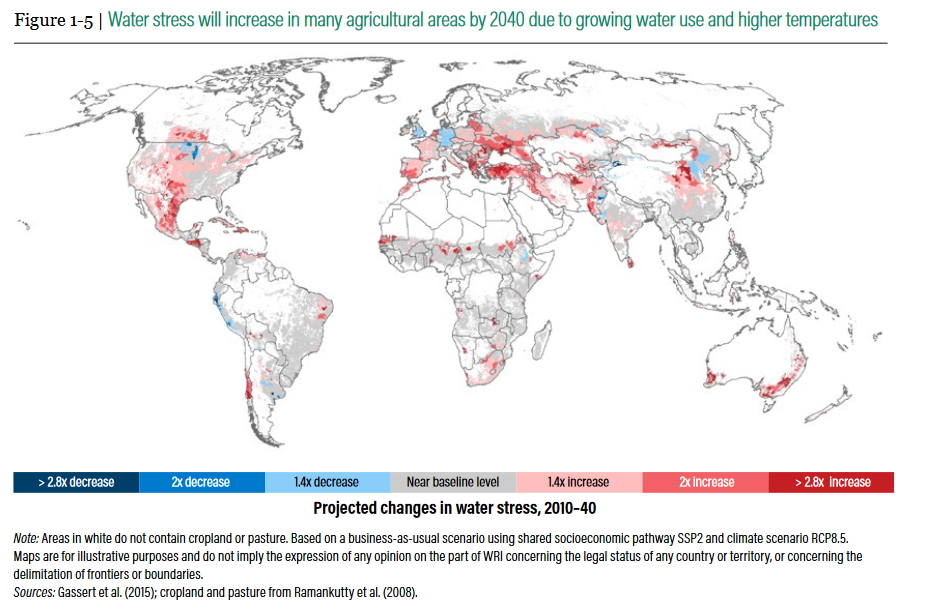 Figure 1-5 | Water stress will increase in many agricultural areas by 2040 due to growing water use and higher temperatures
> 2.8x decrease 2x decrease 1.4x decrease Near baseline level 1.4x increase 2x increase > 2.8x increase
Projected changes in water stress, 2010–40
Note: Areas in white do not contain cropland or pasture. Based on a business-as-usual scenario using shared socioeconomic pathway SSP2 and climate scenario RCP8.5.
Maps are for illustrative purposes and do not imply the expression of any opinion on the part of WRI concerning the legal status of any country or territory, or concerning the
delimitation of frontiers or boundaries.
Sources: Gassert et al. (2015); cropland and pasture from Ramankutty et al. (2008).